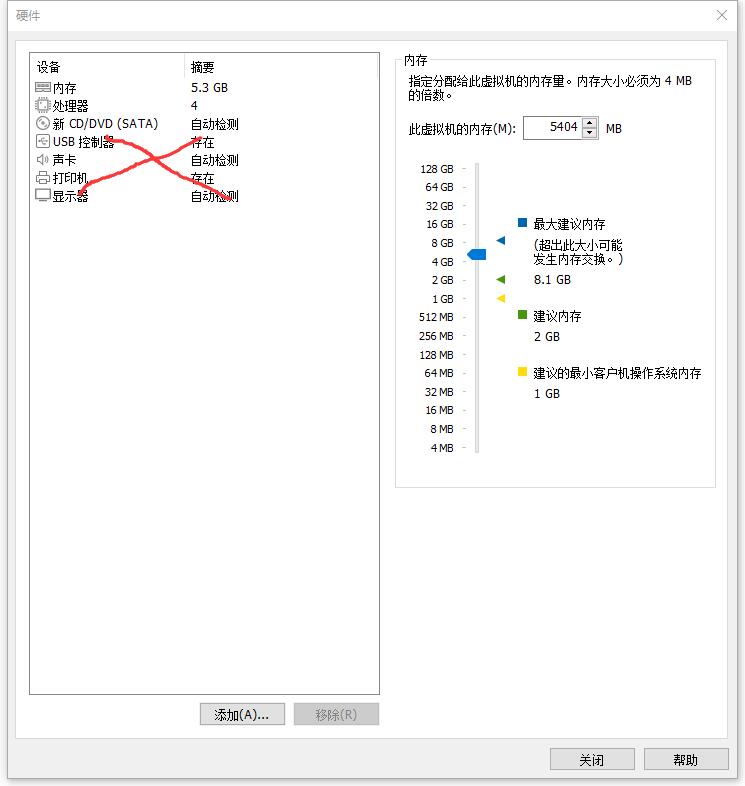 硬件
设备 摘要
内存 5.3 GB
处理器 4
新 CD/DVD (SATA) 自动检测
USB 控制器 存在
声卡 自动检测
打印机 存在
显示器 自动检测
添加(A)... 移除(R)
内存
指定分配给此虚拟机的内存量。内存大小必须为 4 MB
的倍数。
此虚拟机的内存(M): 5404 MB
128 GB
64 GB
32 GB
16 GB
8 GB
4 GB
2 GB
1 GB
512 MB
256 MB
128 MB
64 MB
32 MB
16 MB
8 MB
4 MB
最大建议内存
(超出此大小可能
发生内存交换。)
8.1 GB
建议内存
2 GB
建议的最小客户机操作系统内存
1 GB
关闭 帮助